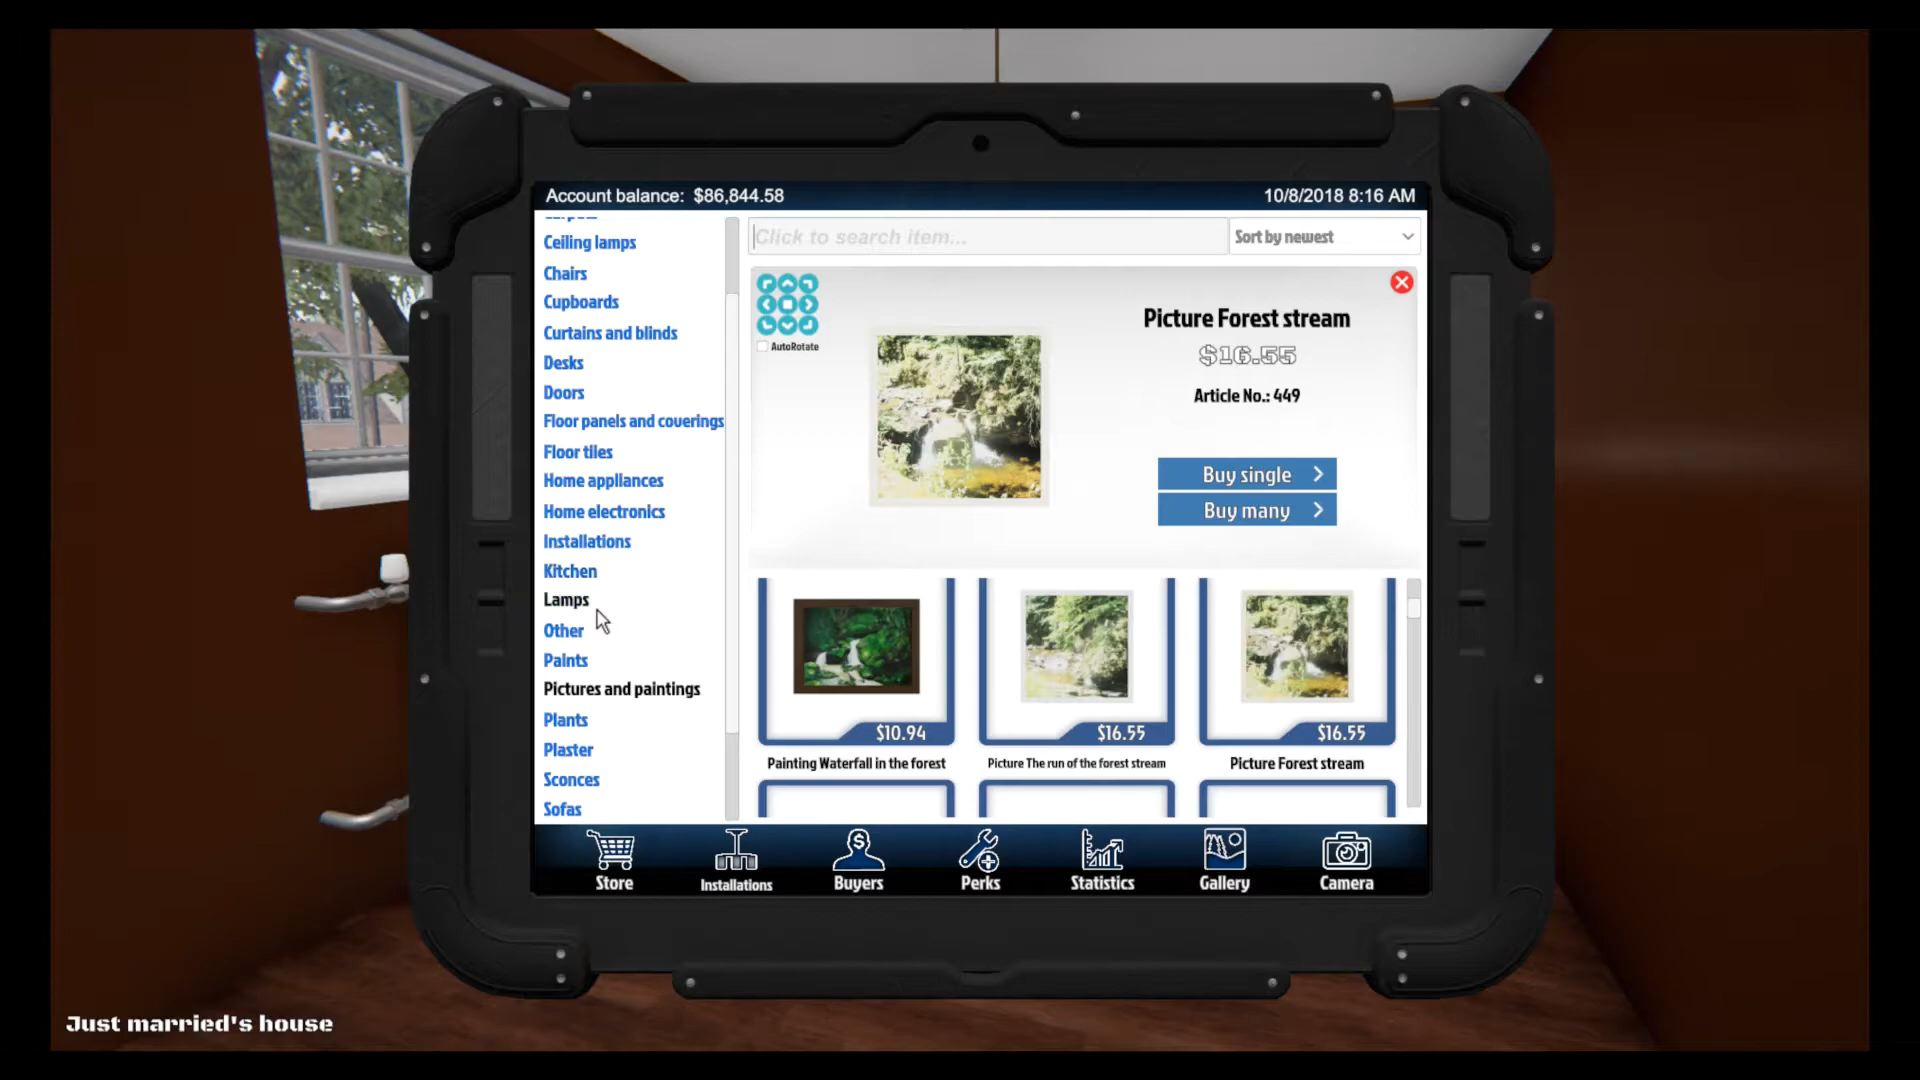 Account balance: $86,844.58
10/8/2018 8:16 AM
Ceiling lamps
Chairs
Cupboards
Curtains and blinds
Desks
Doors
Floor panels and coverings
Floor tiles
Home appliances
Home electronics
Installations
Kitchen
Lamps
Other
Paints
Pictures and paintings
Plants
Plaster
Sconces
Sofas
Click to search item...
Sort by newest
AutoRotate
Picture Forest stream
$16.55
Article No.: 449
Buy single
Buy many
$10.94
$16.55
$16.55
Painting Waterfall in the forest
Picture The run of the forest stream
Picture Forest stream
Store
Installations
Buyers
Perks
Statistics
Gallery
Camera
Just married's house